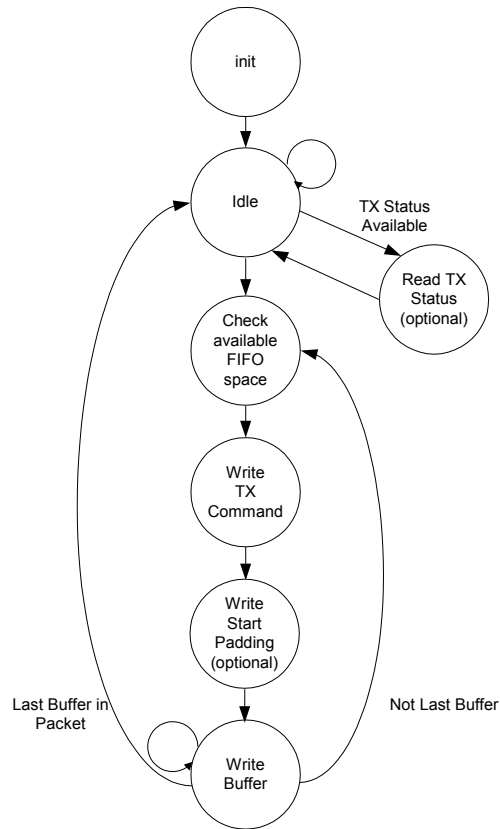 init
Idle
TX Status
Available
Read TX
Status
(optional)
Check
available
FIFO
space
Write
TX
Command
Write
Start
Padding
(optional)
Last Buffer in
Packet
Not Last Buffer
Write
Buffer